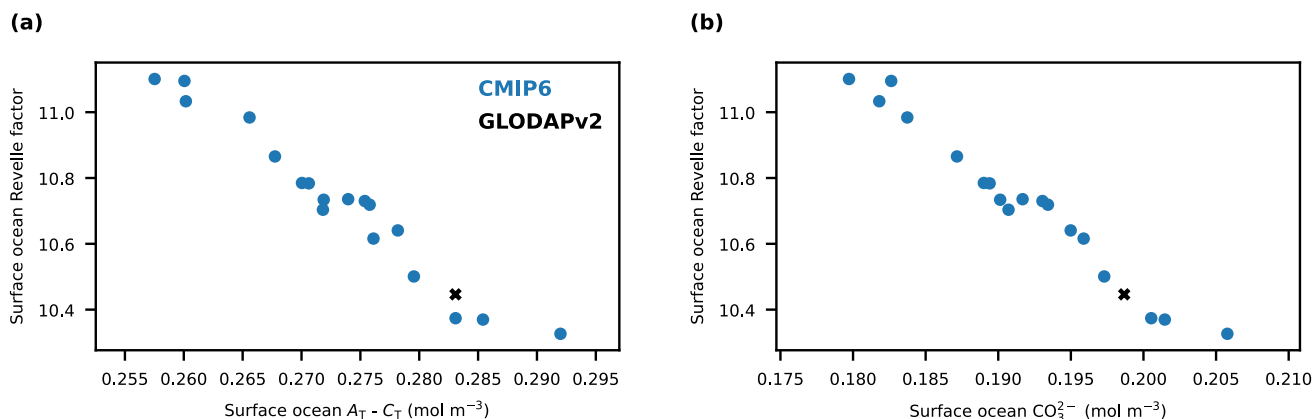 (a)
(b)
CMIP6
GLODAPv2
Surface ocean Revelle factor
11.0
10.8
10.6
10.4
0.255 0.260 0.265 0.270 0.275 0.280 0.285 0.290 0.295
Surface ocean A_T - C_T (mol m⁻³)
Surface ocean Revelle factor
11.0
10.8
10.6
10.4
0.175 0.180 0.185 0.190 0.195 0.200 0.205 0.210
Surface ocean CO₃²⁻ (mol m⁻³)